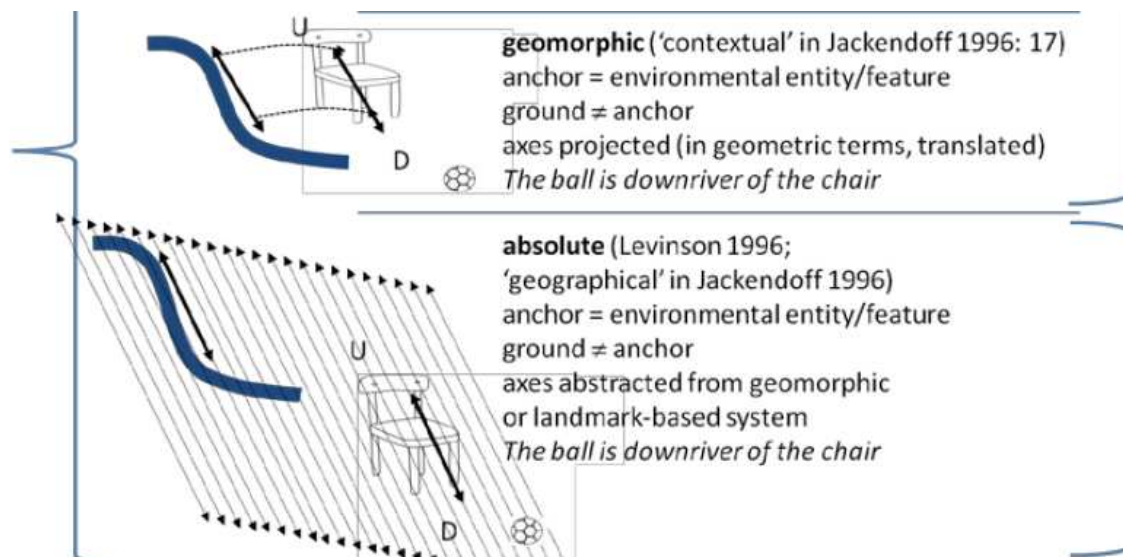 U
D
geomorphic (‘contextual’ in Jackendoff 1996: 17)
anchor = environmental entity/feature
ground ≠ anchor
axes projected (in geometric terms, translated)
The ball is downriver of the chair
U
D
absolute (Levinson 1996;
‘geographical’ in Jackendoff 1996)
anchor = environmental entity/feature
ground ≠ anchor
axes abstracted from geomorphic
or landmark-based system
The ball is downriver of the chair